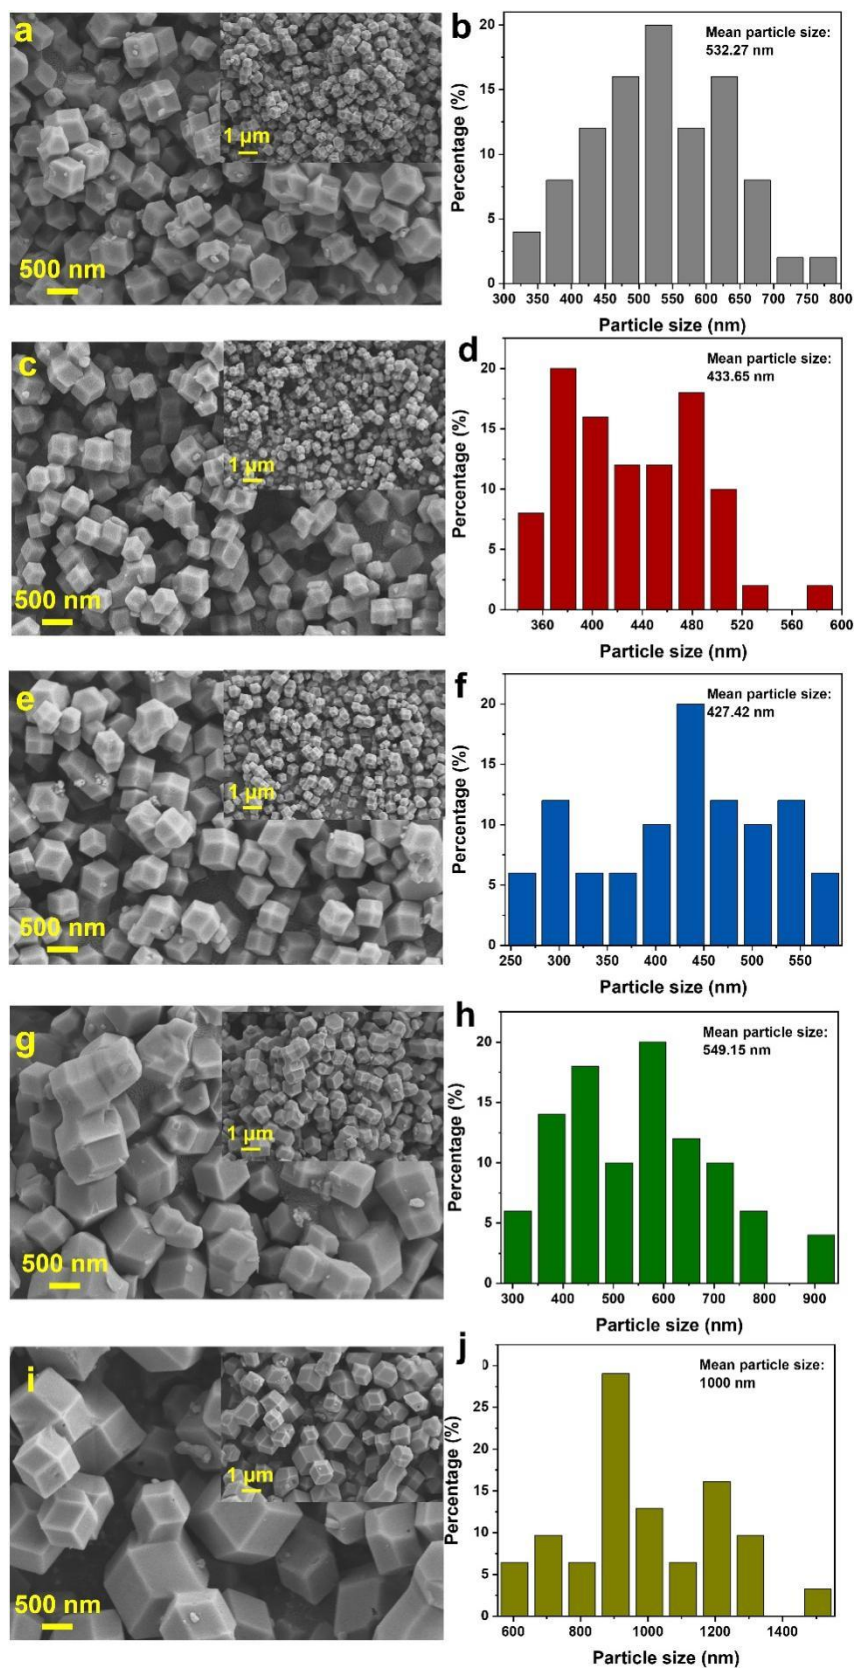 a
1 µm
500 nm
b
Mean particle size:
532.27 nm
Percentage (%)
20
15
10
5
0
300 350 400 450 500 550 600 650 700 750 800
Particle size (nm)
c
1 µm
500 nm
d
Mean particle size:
433.65 nm
Percentage (%)
20
15
10
5
0
360 400 440 480 520 560 600
Particle size (nm)
e
1 µm
500 nm
f
Mean particle size:
427.42 nm
Percentage (%)
20
15
10
5
0
250 300 350 400 450 500 550
Particle size (nm)
g
1 µm
500 nm
h
Mean particle size:
549.15 nm
Percentage (%)
20
15
10
5
0
300 400 500 600 700 800 900
Particle size (nm)
i
1 µm
500 nm
j
Mean particle size:
1000 nm
Percentage (%)
30
25
20
15
10
5
0
600 800 1000 1200 1400
Particle size (nm)